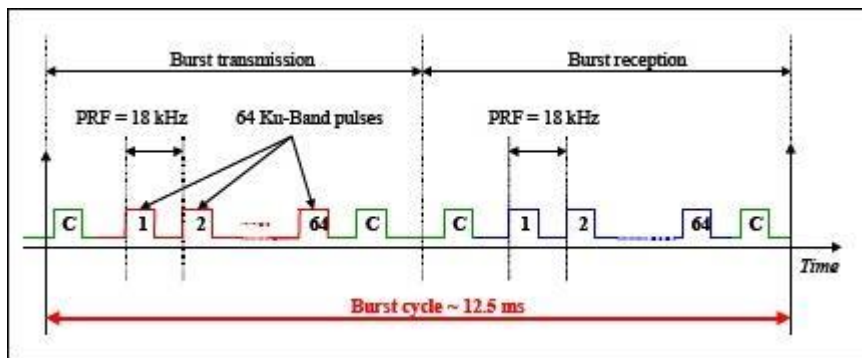 Burst transmission Burst reception
PRF = 18 kHz 64 Ku-Band pulses PRF = 18 kHz
C 1 2 64 C C 1 2 64 C
Time
Burst cycle ~ 12.5 ms